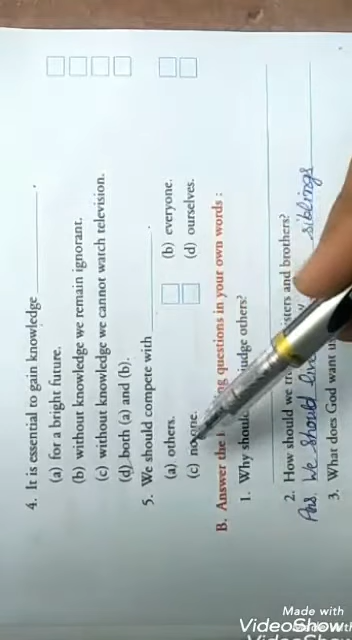 4. It is essential to gain knowledge ________.
(a) for a bright future.
(b) without knowledge we remain ignorant.
(c) without knowledge we cannot watch television.
(d) both (a) and (b).
5. We should compete with ________.
(a) others. (b) everyone.
(c) no one. (d) ourselves.
B. Answer the questions in your own words :
1. Why judge others?
2. How should we and brothers?
Ans. We should live siblings
3. What does God want
Made with
VideoShow